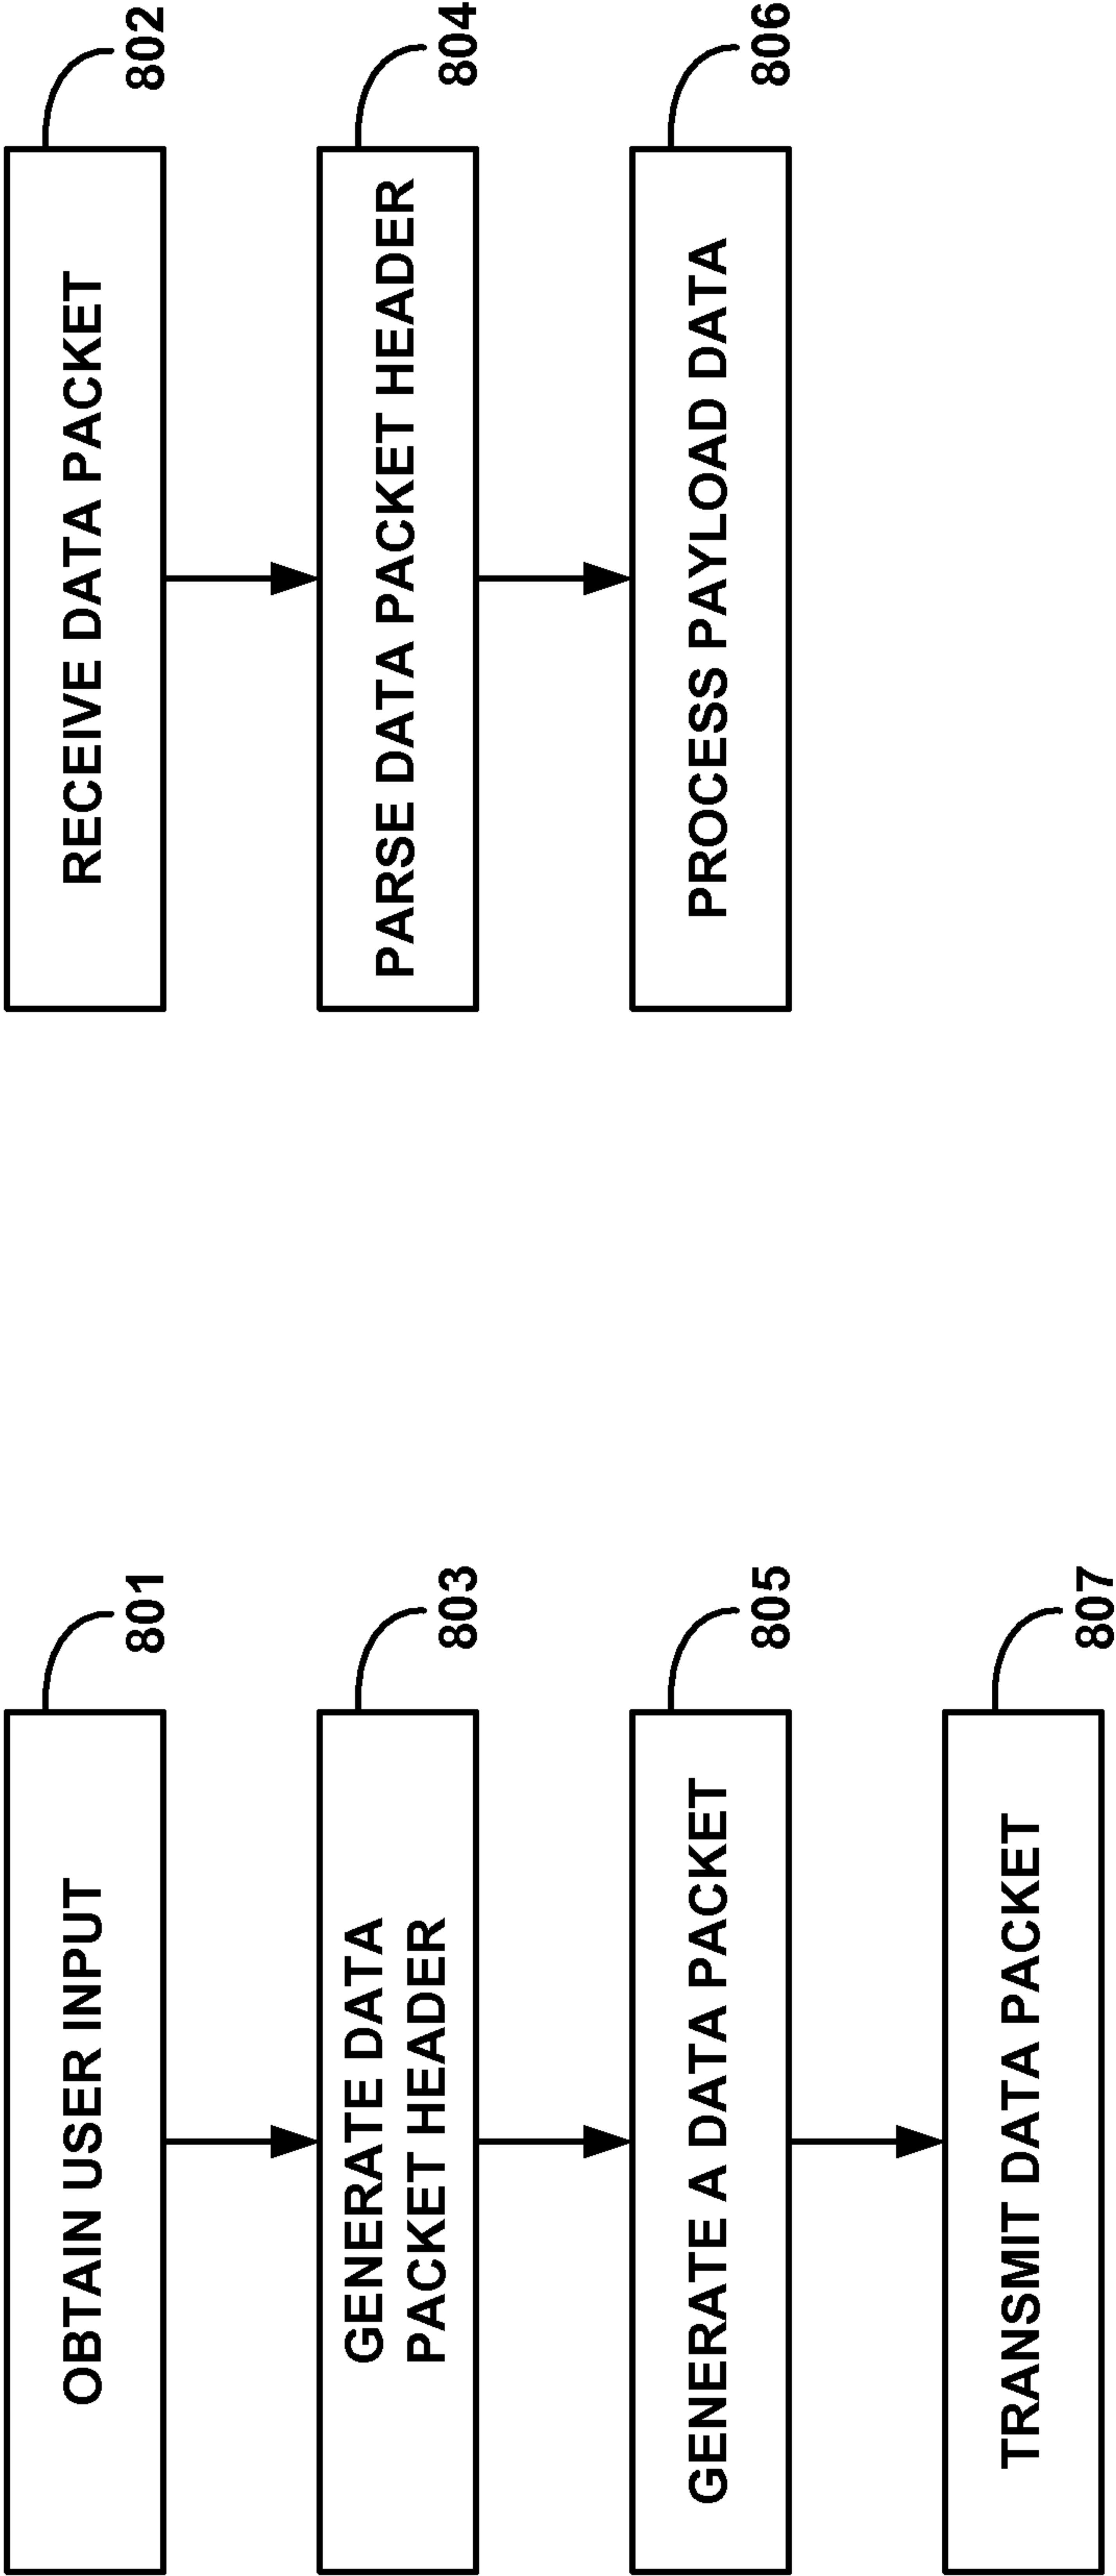 OBTAIN USER INPUT
801
GENERATE DATA
PACKET HEADER
803
GENERATE A DATA PACKET
805
TRANSMIT DATA PACKET
807
RECEIVE DATA PACKET
802
PARSE DATA PACKET HEADER
804
PROCESS PAYLOAD DATA
806